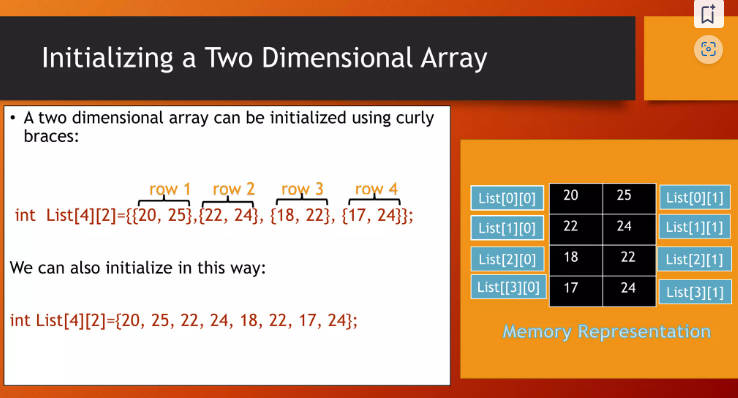 Initializing a Two Dimensional Array
• A two dimensional array can be initialized using curly
braces:
row 1 row 2 row 3 row 4
int List[4][2]={{20, 25},{22, 24}, {18, 22}, {17, 24}};
We can also initialize in this way:
int List[4][2]={20, 25, 22, 24, 18, 22, 17, 24};
List[0][0] 20 25 List[0][1]
List[1][0] 22 24 List[1][1]
List[2][0] 18 22 List[2][1]
List[[3][0] 17 24 List[3][1]
Memory Representation